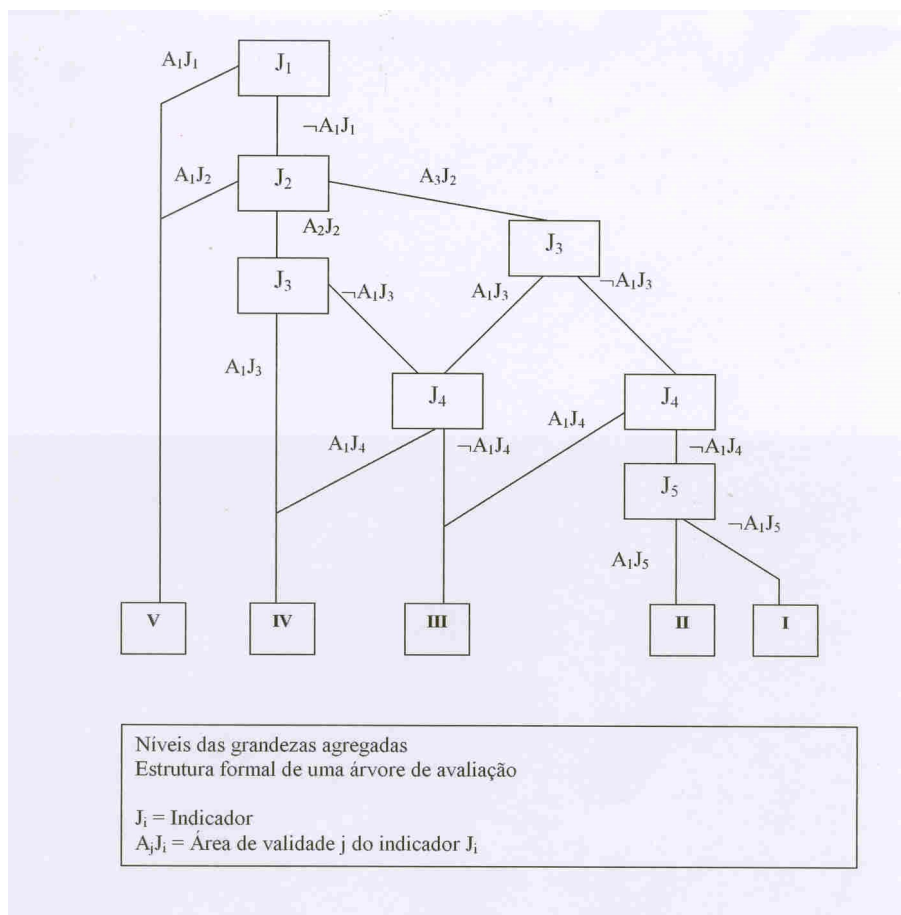 J₁
A₁J₁
¬A₁J₁
J₂
A₁J₂
A₃J₂
A₂J₂
J₃
J₃
¬A₁J₃
A₁J₃
¬A₁J₃
A₁J₃
J₄
J₄
A₁J₄
¬A₁J₄
A₁J₄
¬A₁J₄
J₅
A₁J₅
¬A₁J₅
V
IV
III
II
I
Níveis das grandezas agregadas
Estrutura formal de uma árvore de avaliação
Jᵢ = Indicador
AⱼJᵢ = Área de validade j do indicador Jᵢ